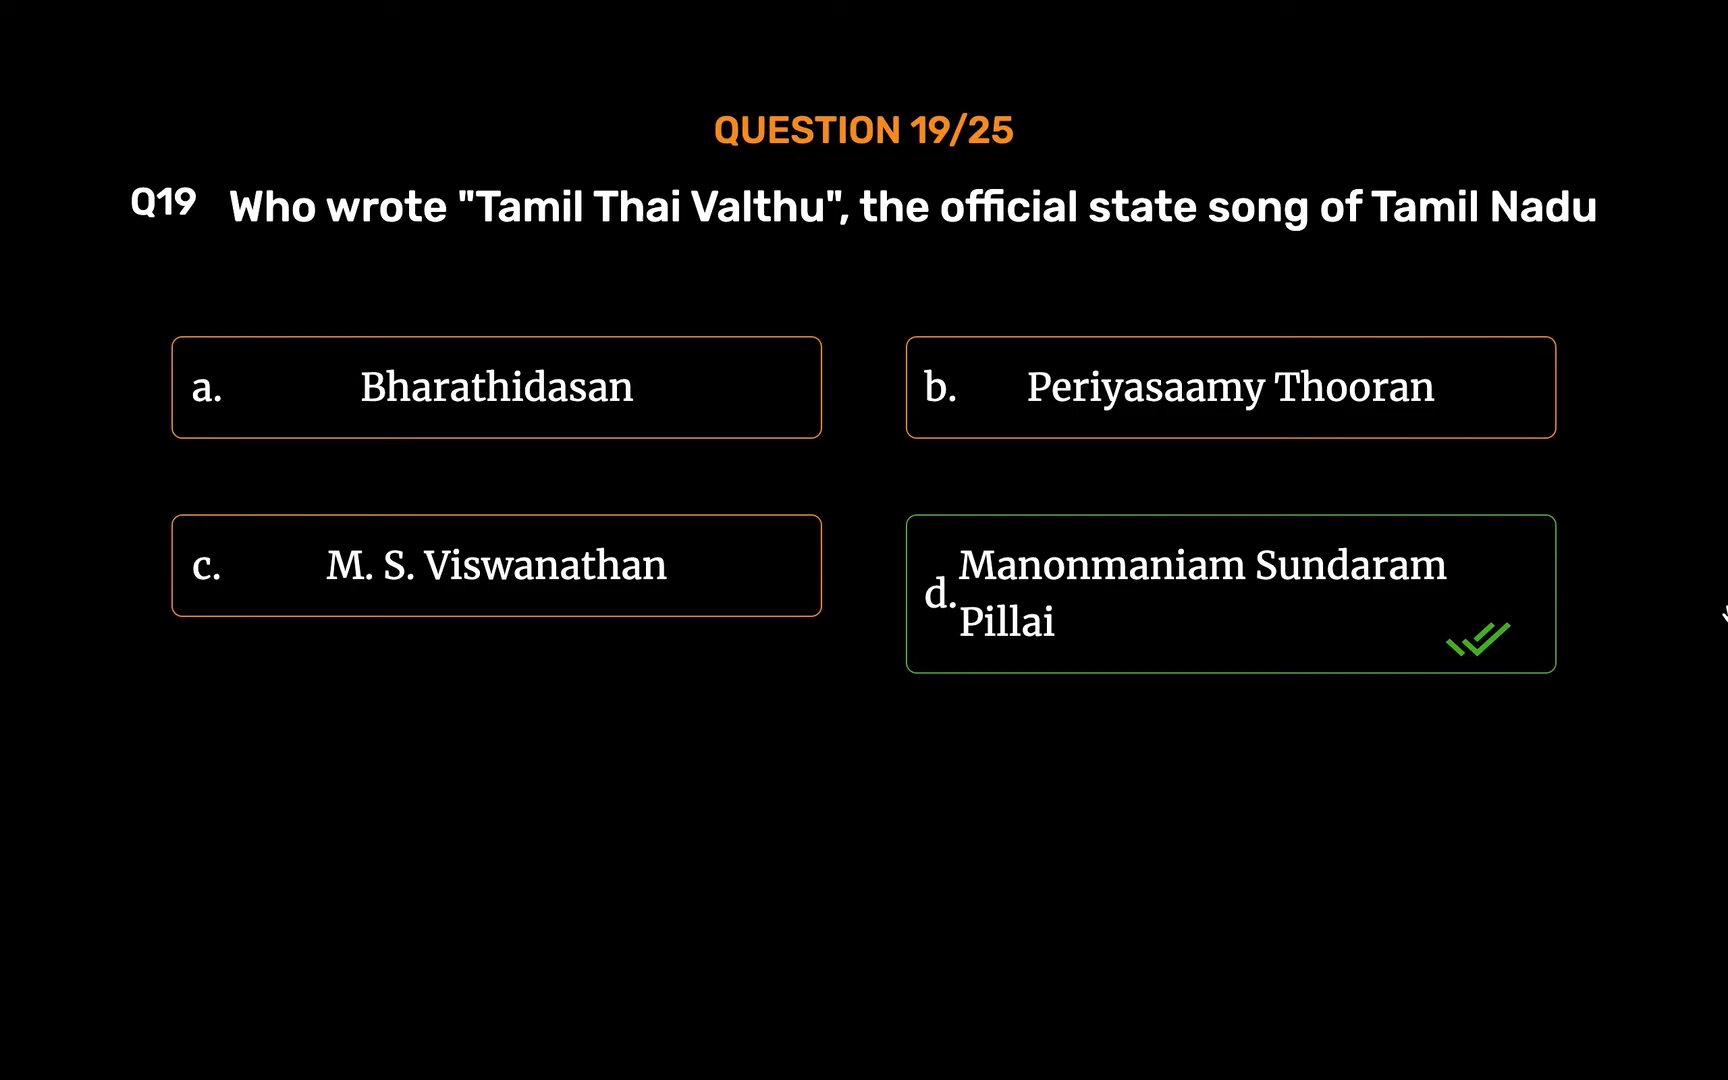 QUESTION 19/25
Q19 Who wrote "Tamil Thai Valthu", the official state song of Tamil Nadu
a. Bharathidasan
b. Periyasaamy Thooran
c. M. S. Viswanathan
d. Manonmaniam Sundaram
Pillai